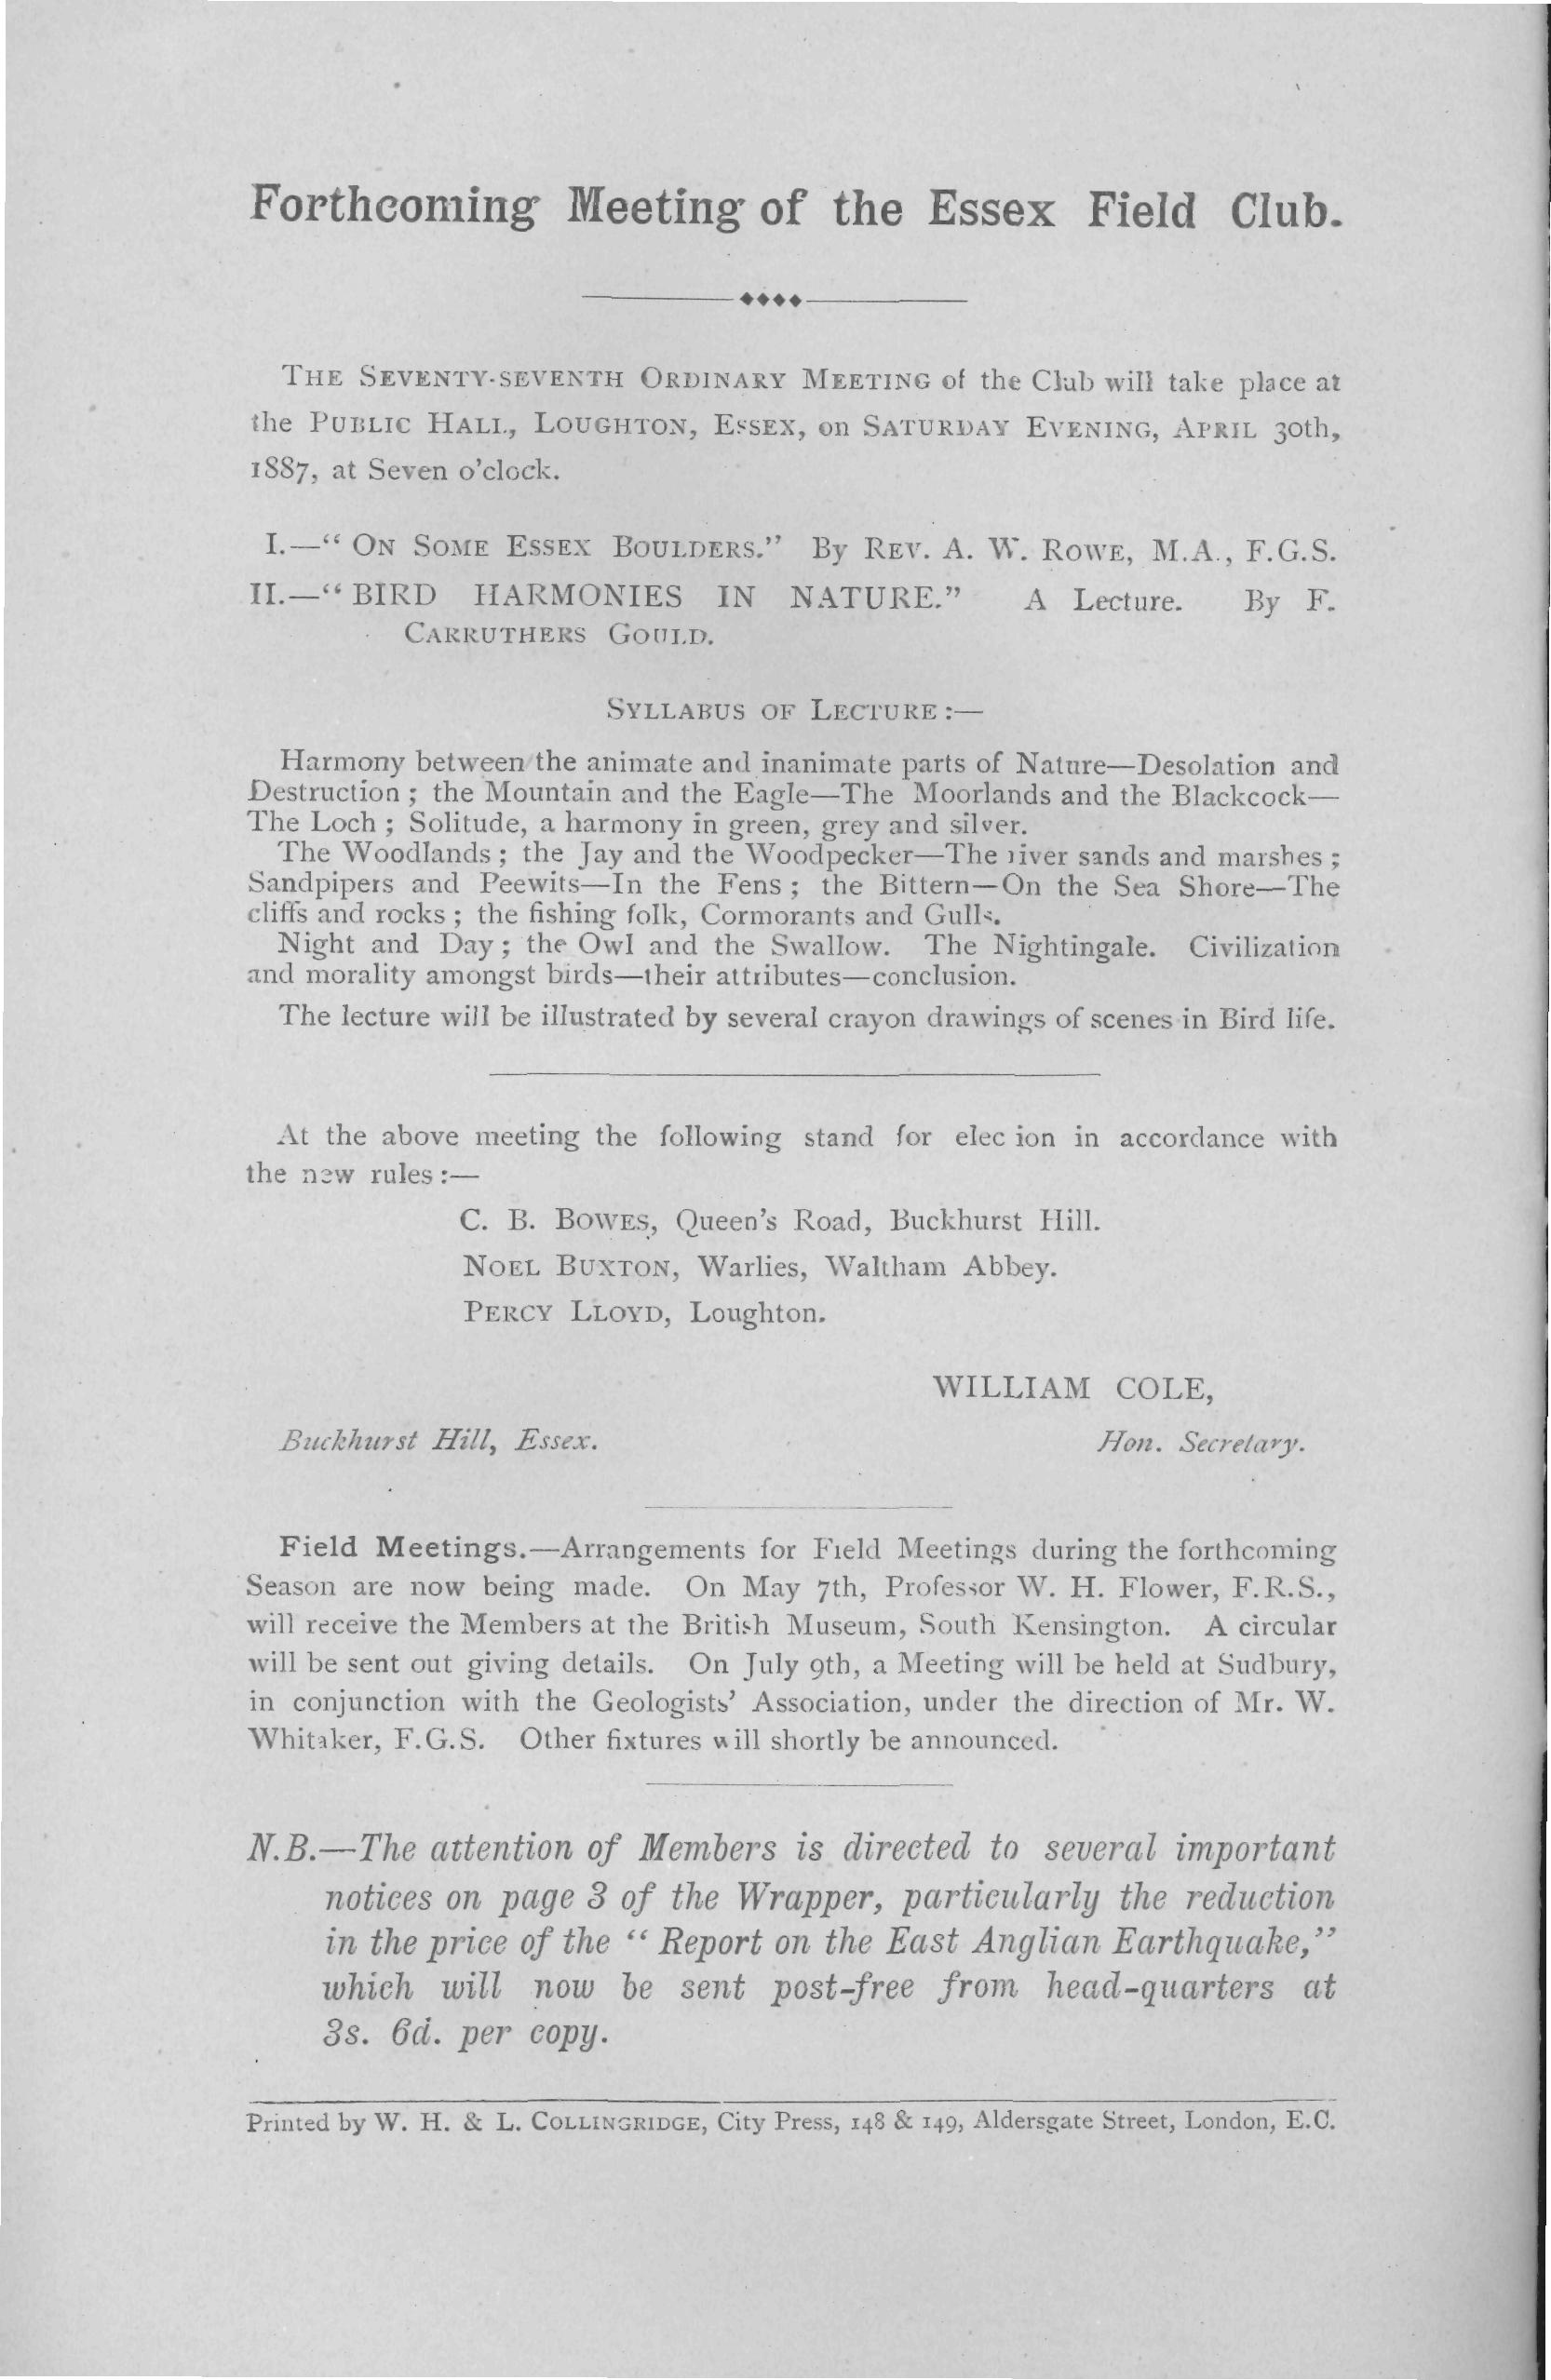 Forthcoming Meeting of the Essex Field Club.
THE SEVENTY-SEVENTH ORDINARY MEETING of the Club will take place at
the PUBLIC HALL, LOUGHTON, ESSEX, on SATURDAY EVENING, APRIL 30th,
1887, at Seven o'clock.
I.—“ ON SOME ESSEX BOULDERS.” By REV. A. W. ROWE, M.A., F.G.S.
II.—“ BIRD HARMONIES IN NATURE.” A Lecture. By F.
CARRUTHERS GOULD.
SYLLABUS OF LECTURE :—
Harmony between the animate and inanimate parts of Nature—Desolation and
Destruction ; the Mountain and the Eagle—The Moorlands and the Blackcock—
The Loch ; Solitude, a harmony in green, grey and silver.
The Woodlands ; the Jay and the Woodpecker—The river sands and marshes ;
Sandpipers and Peewits—In the Fens ; the Bittern—On the Sea Shore—The
cliffs and rocks ; the fishing folk, Cormorants and Gulls.
Night and Day ; the Owl and the Swallow. The Nightingale. Civilization
and morality amongst birds—their attributes—conclusion.
The lecture will be illustrated by several crayon drawings of scenes in Bird life.
At the above meeting the following stand for elec ion in accordance with
the new rules :—
C. B. BOWES, Queen's Road, Buckhurst Hill.
NOEL BUXTON, Warlies, Waltham Abbey.
PERCY LLOYD, Loughton.
WILLIAM COLE,
Buckhurst Hill, Essex. Hon. Secretary.
Field Meetings.—Arrangements for Field Meetings during the forthcoming
Season are now being made. On May 7th, Professor W. H. Flower, F.R.S.,
will receive the Members at the British Museum, South Kensington. A circular
will be sent out giving details. On July 9th, a Meeting will be held at Sudbury,
in conjunction with the Geologists' Association, under the direction of Mr. W.
Whitaker, F.G.S. Other fixtures will shortly be announced.
N.B.—The attention of Members is directed to several important
notices on page 3 of the Wrapper, particularly the reduction
in the price of the “ Report on the East Anglian Earthquake,”
which will now be sent post-free from head-quarters at
3s. 6d. per copy.
Printed by W. H. & L. COLLINGRIDGE, City Press, 148 & 149, Aldersgate Street, London, E.C.